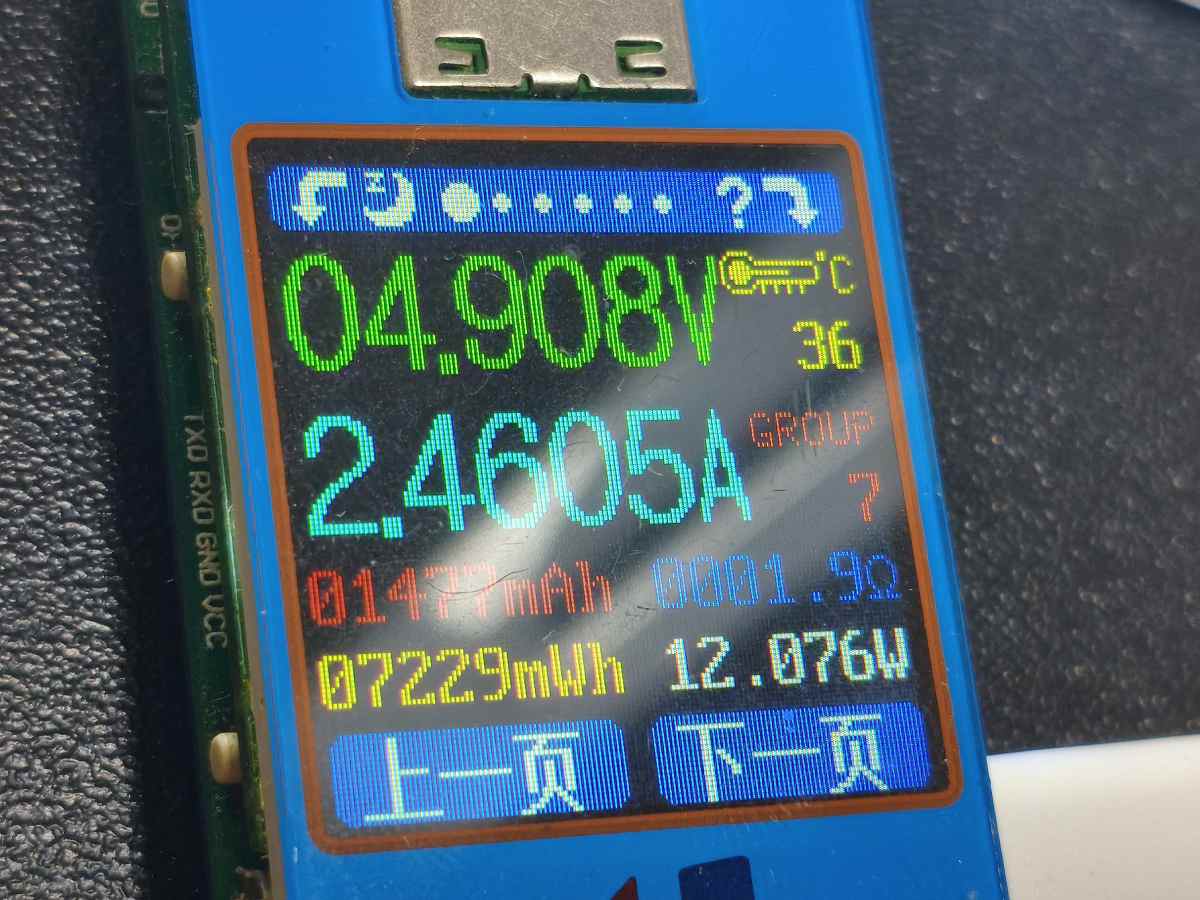 ?
04.908V °C
36
2.4605A GROUP
7
01477mAh 0001.9Ω
07229mWh 12.076W
上一页 下一页
TXD RXD GND VCC